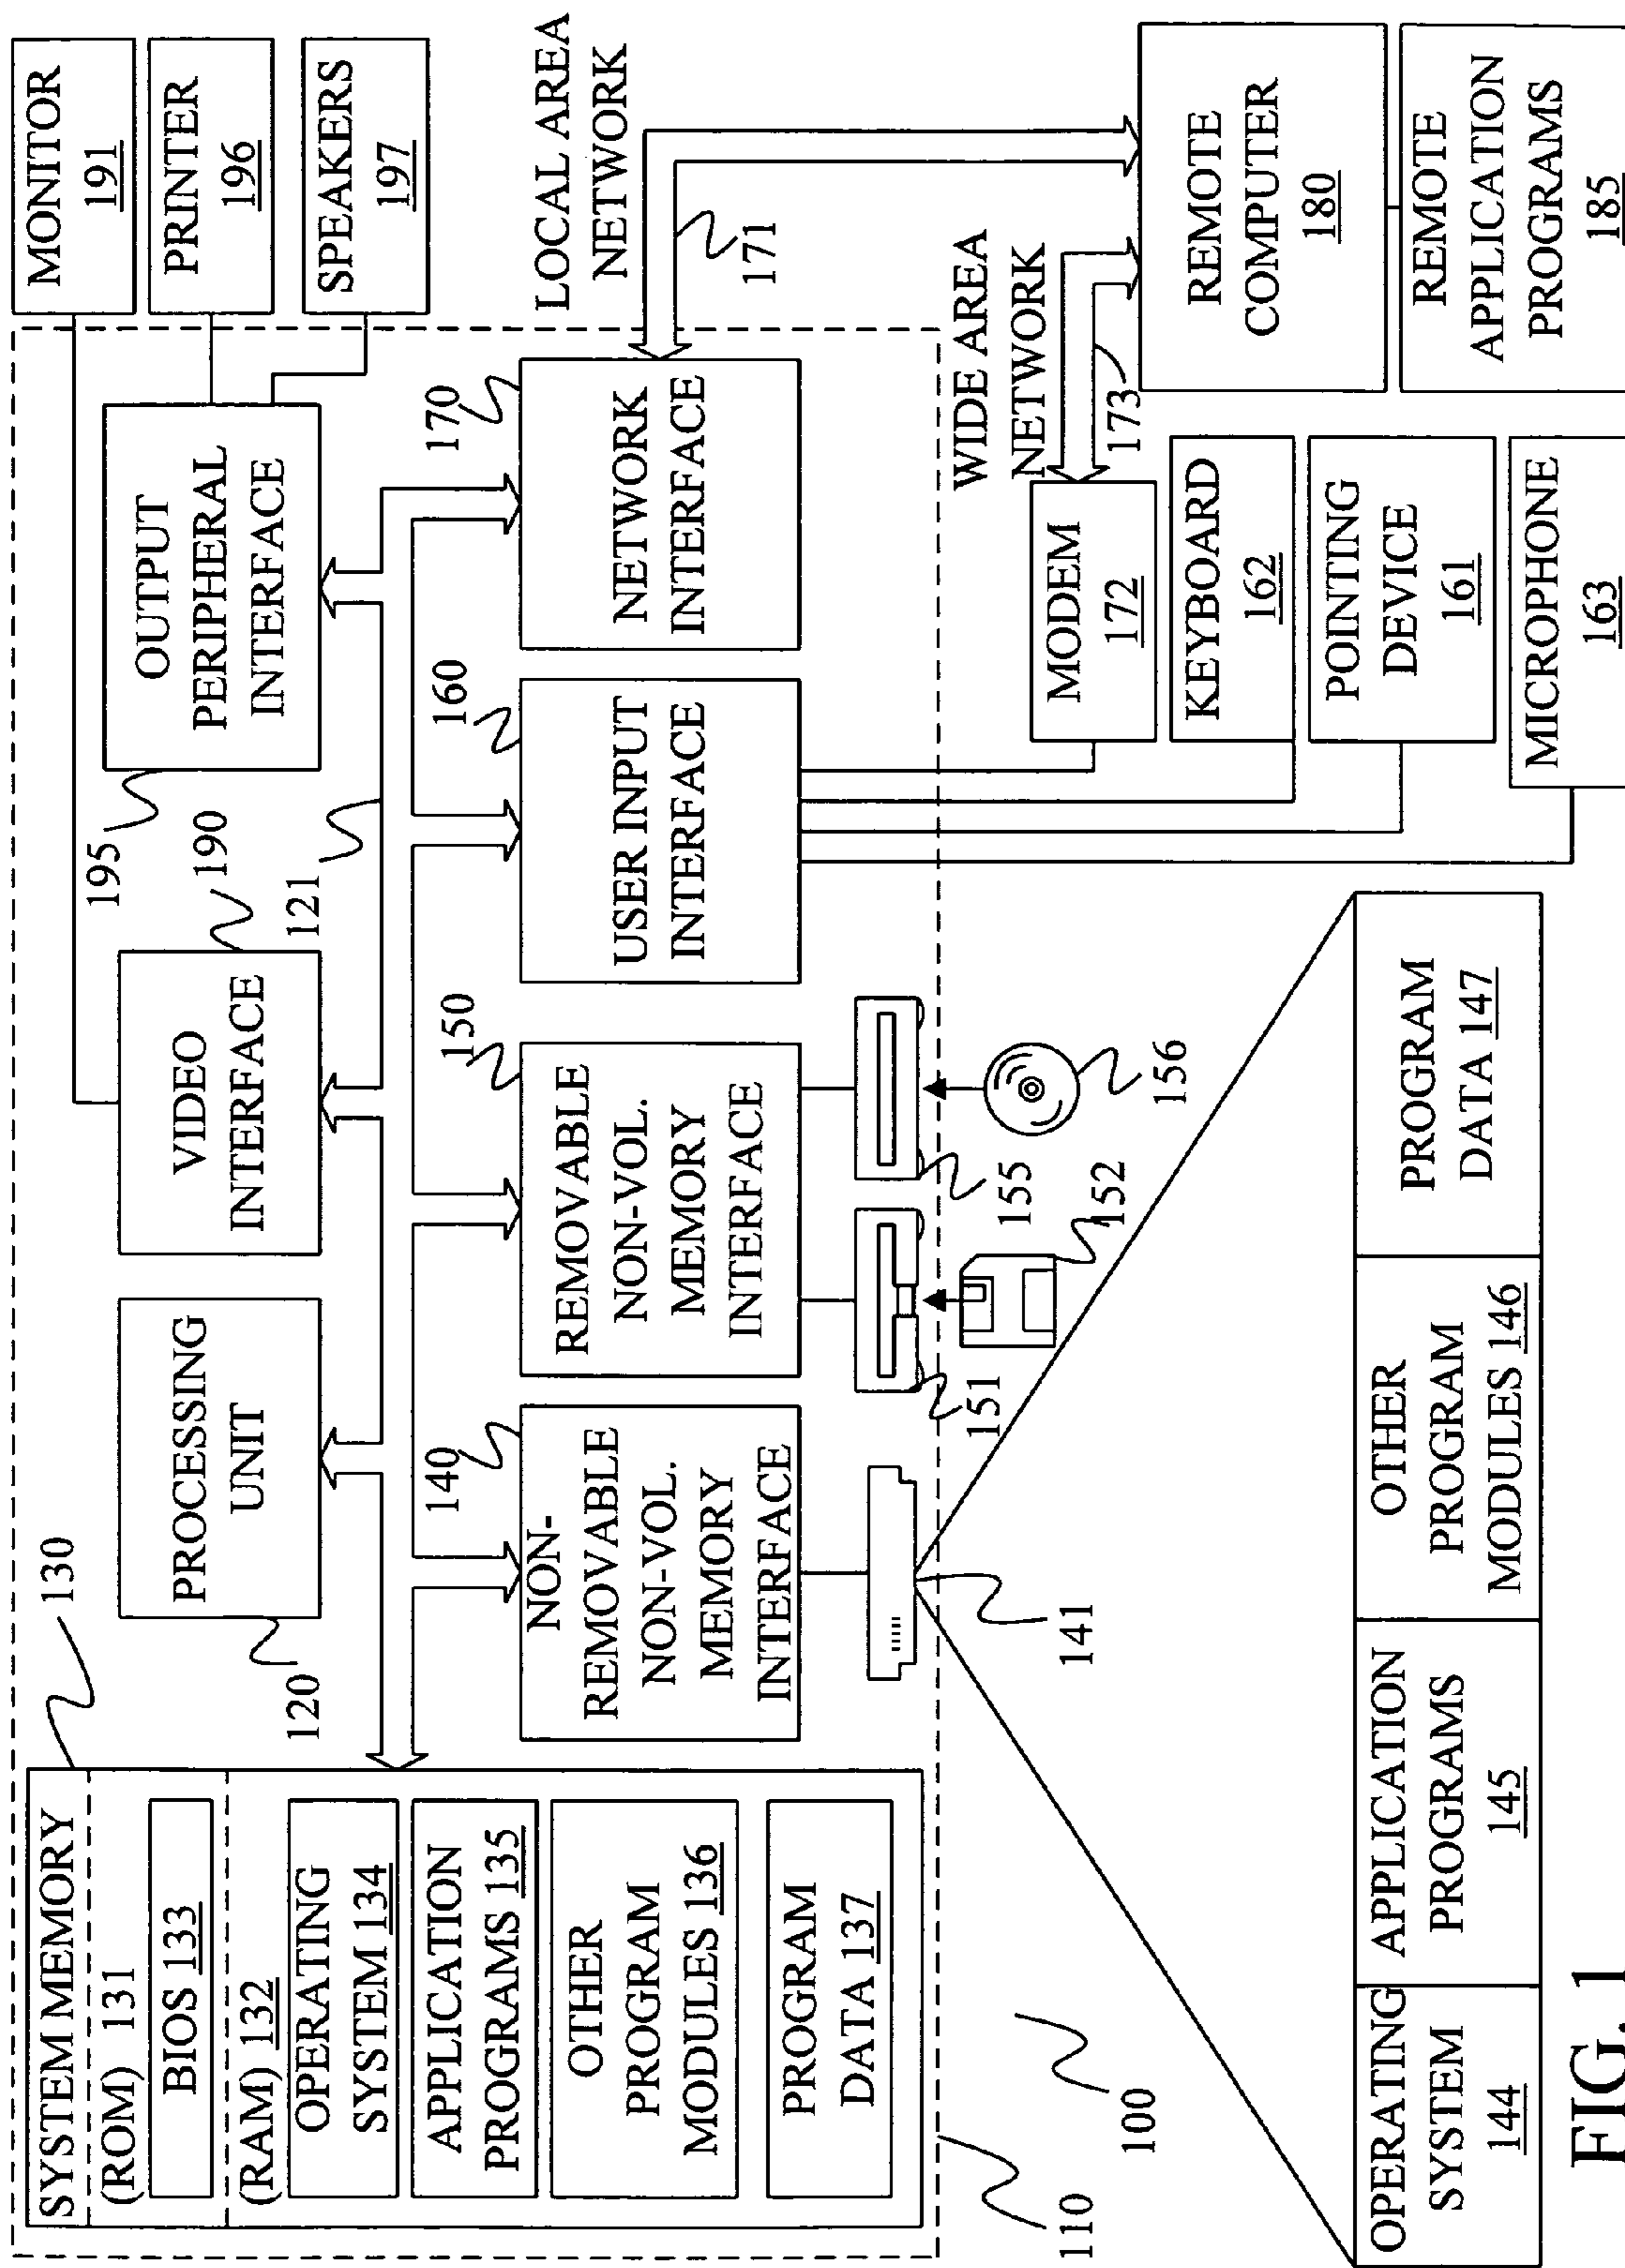 SYSTEM MEMORY
(ROM) 131
BIOS 133
(RAM) 132
OPERATING
SYSTEM 134
APPLICATION
PROGRAMS 135
OTHER
PROGRAM
MODULES 136
PROGRAM
DATA 137
130
120
PROCESSING
UNIT
VIDEO
INTERFACE
190
121
195
OUTPUT
PERIPHERAL
INTERFACE
MONITOR
191
PRINTER
196
SPEAKERS
197
140
NON-
REMOVABLE
NON-VOL.
MEMORY
INTERFACE
150
REMOVABLE
NON-VOL.
MEMORY
INTERFACE
160
USER INPUT
INTERFACE
170
NETWORK
INTERFACE
LOCAL AREA
NETWORK
171
WIDE AREA
NETWORK
173
141
151
152
155
156
110
100
MODEM
172
KEYBOARD
162
POINTING
DEVICE
161
MICROPHONE
163
REMOTE
COMPUTER
180
REMOTE
APPLICATION
PROGRAMS
185
OPERATING
SYSTEM
144
APPLICATION
PROGRAMS
145
OTHER
PROGRAM
MODULES 146
PROGRAM
DATA 147
FIG. 1